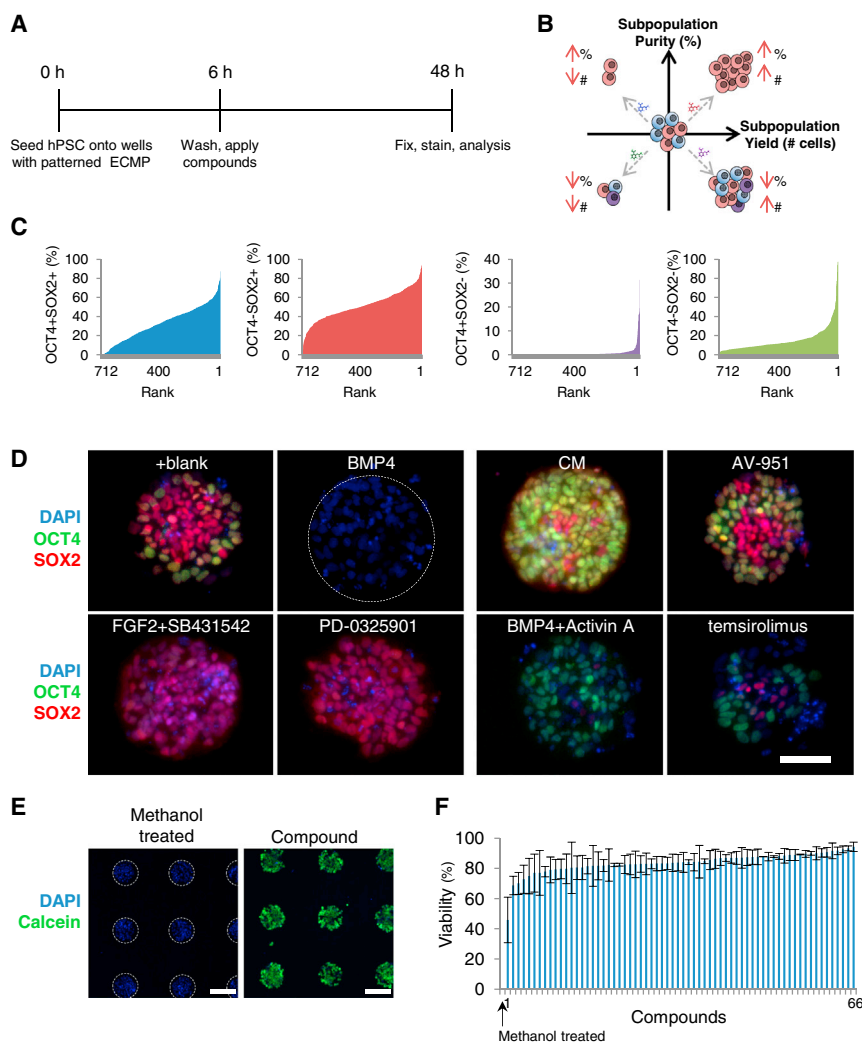 A
0 h
6 h
48 h
Seed hPSC onto wells
with patterned ECMP
Wash, apply
compounds
Fix, stain, analysis
B
Subpopulation
Purity (%)
%
#
%
#
Subpopulation
Yield (# cells)
%
#
%
#
C
OCT4+SOX2+ (%)
100
80
60
40
20
0
712
400
1
Rank
OCT4-SOX2+ (%)
100
80
60
40
20
0
712
400
1
Rank
OCT4+SOX2- (%)
40
30
20
10
0
712
400
1
Rank
OCT4-SOX2-(%)
100
80
60
40
20
0
712
400
1
Rank
D
DAPI
OCT4
SOX2
+blank
BMP4
CM
AV-951
DAPI
OCT4
SOX2
FGF2+SB431542
PD-0325901
BMP4+Activin A
temsirolimus
E
Methanol
treated
Compound
DAPI
Calcein
F
Viability (%)
100
80
60
40
20
0
1
66
Compounds
Methanol treated